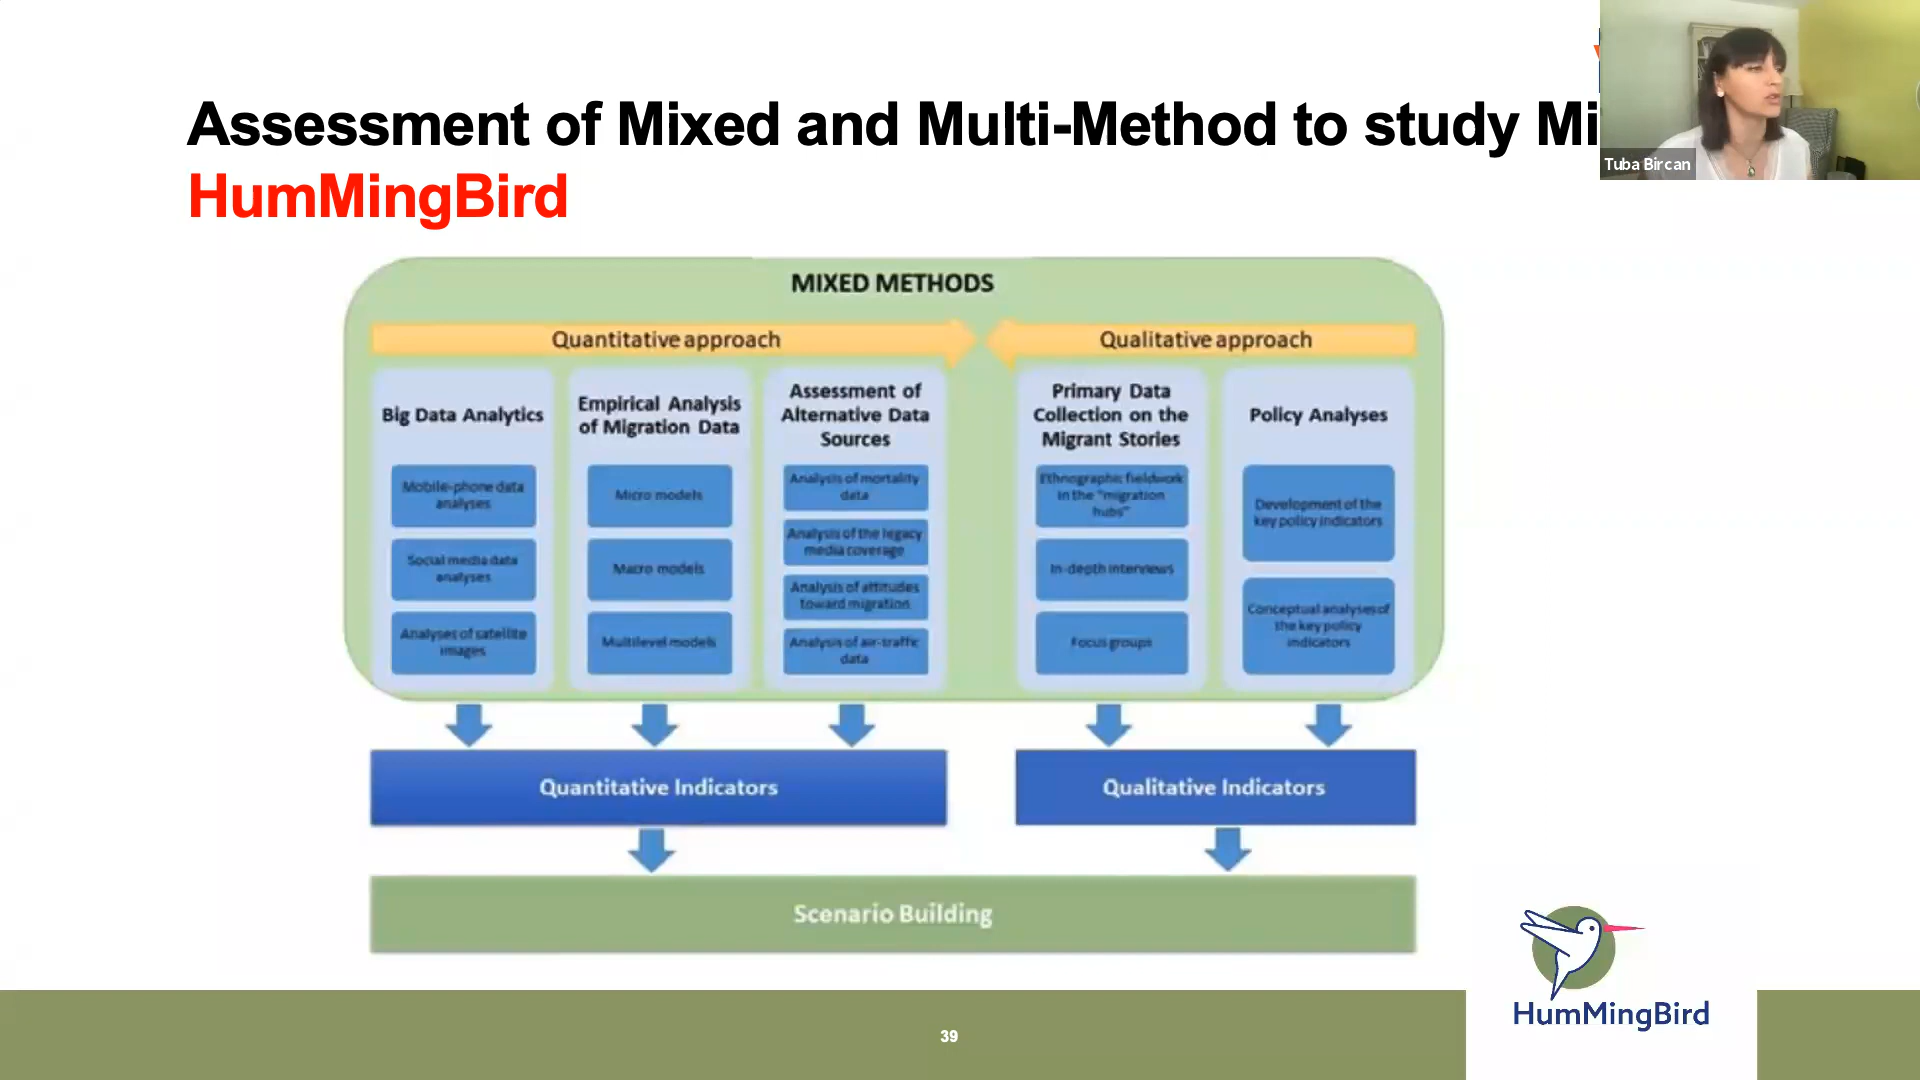 Assessment of Mixed and Multi-Method to study Mi
HumMingBird
Tuba Bircan
MIXED METHODS
Quantitative approach
Qualitative approach
Big Data Analytics
Mobile-phone data
analyses
Social media data
analyses
Analyses of satellite
images
Empirical Analysis
of Migration Data
Micro models
Macro models
Multilevel models
Assessment of
Alternative Data
Sources
Analysis of mortality
data
Analysis of the legacy
media coverage
Analysis of attitudes
toward migration
Analysis of air-traffic
data
Primary Data
Collection on the
Migrant Stories
Ethnographic fieldwork
in the "migration
hubs"
In-depth interviews
Focus groups
Policy Analyses
Development of the
key policy indicators
Conceptual analyses of
the key policy
indicators
Quantitative Indicators
Qualitative Indicators
Scenario Building
HumMingBird
39